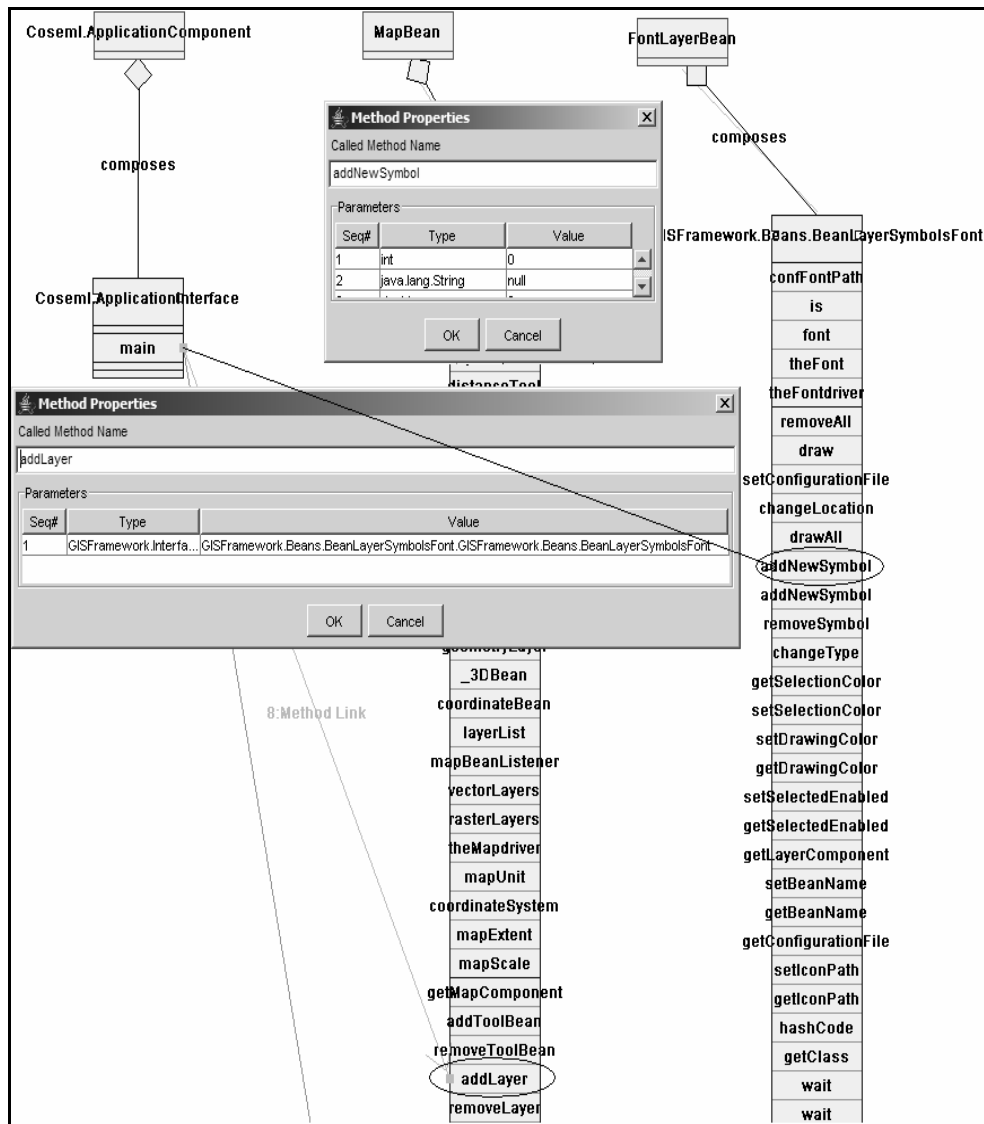 Coseml.ApplicationComponent
MapBean
FontLayerBean
composes
composes
Method Properties
Called Method Name
addNewSymbol
Parameters
Seq# Type Value
1 int 0
2 java.lang.String null
OK Cancel
Coseml.ApplicationInterface
main
distanceTool
Method Properties
Called Method Name
addLayer
Parameters
Seq# Type Value
1 GISFramework.Interfa... GISFramework.Beans.BeanLayerSymbolsFont.GISFramework.Beans.BeanLayerSymbolsFont
OK Cancel
8:Method Link
geometryLayer
_3DBean
coordinateBean
layerList
mapBeanListener
vectorLayers
rasterLayers
theMapdriver
mapUnit
coordinateSystem
mapExtent
mapScale
getMapComponent
addToolBean
removeToolBean
addLayer
removeLayer
ISFramework.Beans.BeanLayerSymbolsFont
confFontPath
is
font
theFont
theFontdriver
removeAll
draw
setConfigurationFile
changeLocation
drawAll
addNewSymbol
addNewSymbol
removeSymbol
changeType
getSelectionColor
setSelectionColor
setDrawingColor
getDrawingColor
setSelectedEnabled
getSelectedEnabled
getLayerComponent
setBeanName
getBeanName
getConfigurationFile
setIconPath
getIconPath
hashCode
getClass
wait
wait